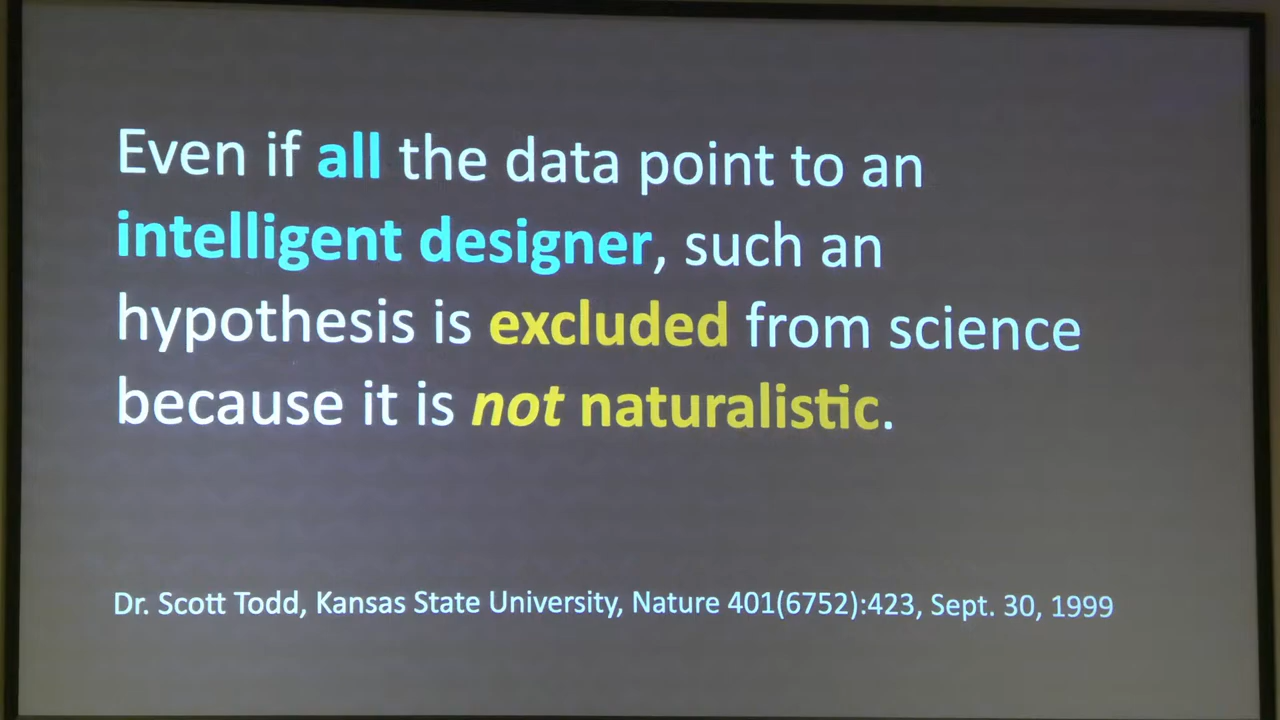 Even if all the data point to an
intelligent designer, such an
hypothesis is excluded from science
because it is not naturalistic.
Dr. Scott Todd, Kansas State University, Nature 401(6752):423, Sept. 30, 1999